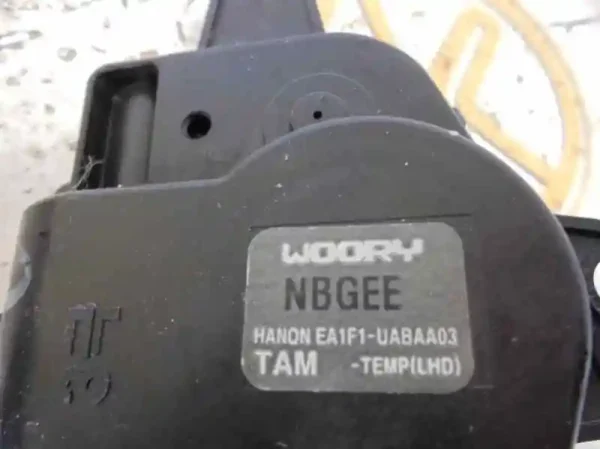 WOORY
NBGEE
HANON EA1F1-UABAA03
TAM -TEMP(LHD)